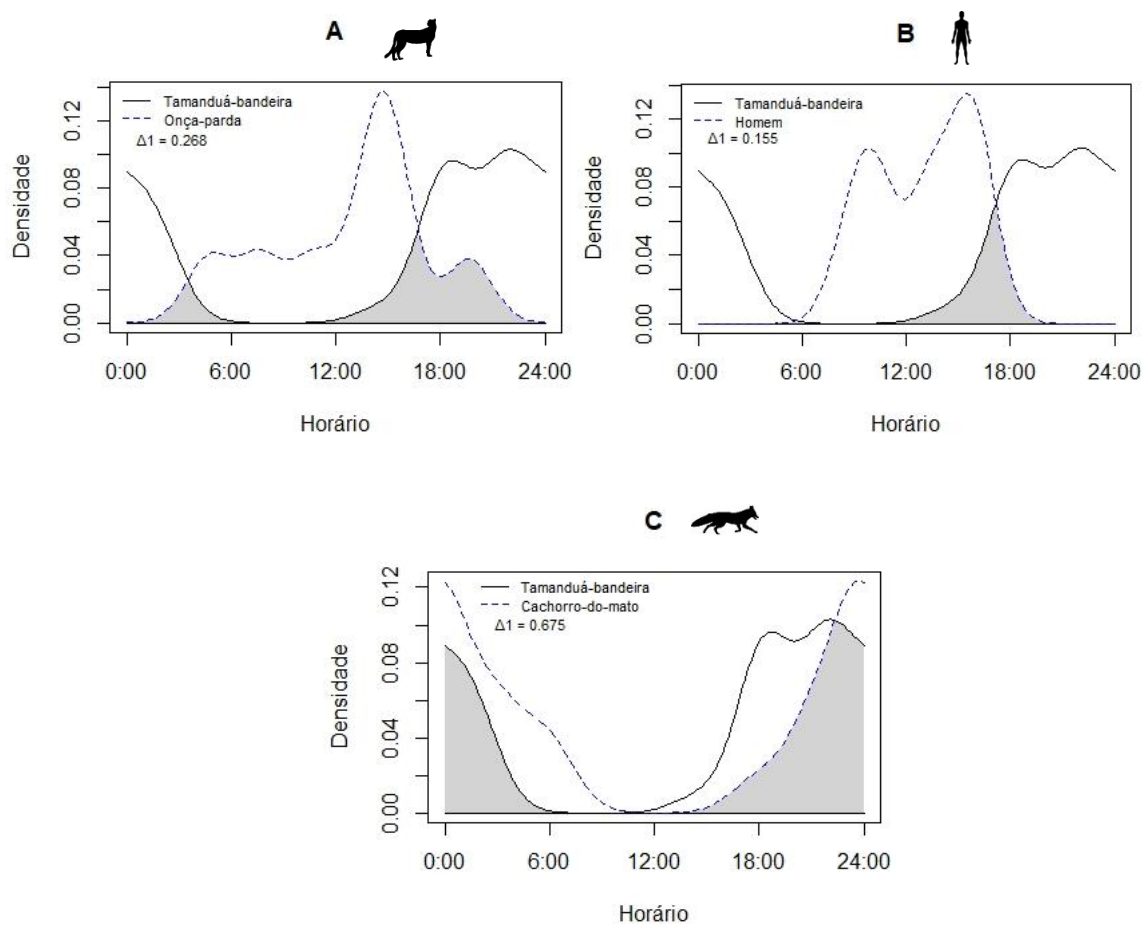 A
Tamanduá-bandeira
Onça-parda
Δ1 = 0.268
Densidade
0.12
0.08
0.04
0.00
0:00 6:00 12:00 18:00 24:00
Horário
B
Tamanduá-bandeira
Homem
Δ1 = 0.155
Densidade
0.12
0.08
0.04
0.00
0:00 6:00 12:00 18:00 24:00
Horário
C
Tamanduá-bandeira
Cachorro-do-mato
Δ1 = 0.675
Densidade
0.12
0.08
0.04
0.00
0:00 6:00 12:00 18:00 24:00
Horário